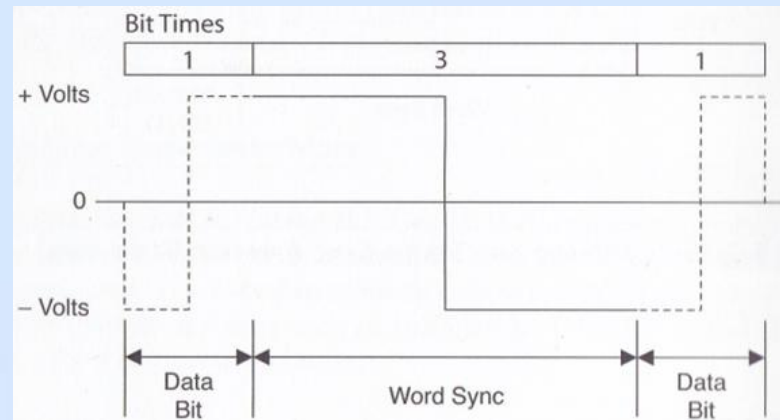 Bit Times
1 3 1
+ Volts
0
– Volts
Data Bit
Word Sync
Data Bit